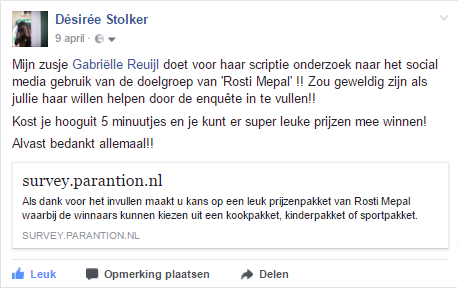 Désirée Stolker
9 april ·
Mijn zusje Gabriëlle Reuijl doet voor haar scriptie onderzoek naar het social
media gebruik van de doelgroep van 'Rosti Mepal' !! Zou geweldig zijn als
jullie haar willen helpen door de enquête in te vullen!!
Kost je hooguit 5 minuutjes en je kunt er super leuke prijzen mee winnen!
Alvast bedankt allemaal!!
survey.parantion.nl
Als dank voor het invullen maakt u kans op een leuk prijzenpakket van Rosti Mepal
waarbij de winnaars kunnen kiezen uit een kookpakket, kinderpakket of sportpakket.
SURVEY.PARANTION.NL
Leuk Opmerking plaatsen Delen